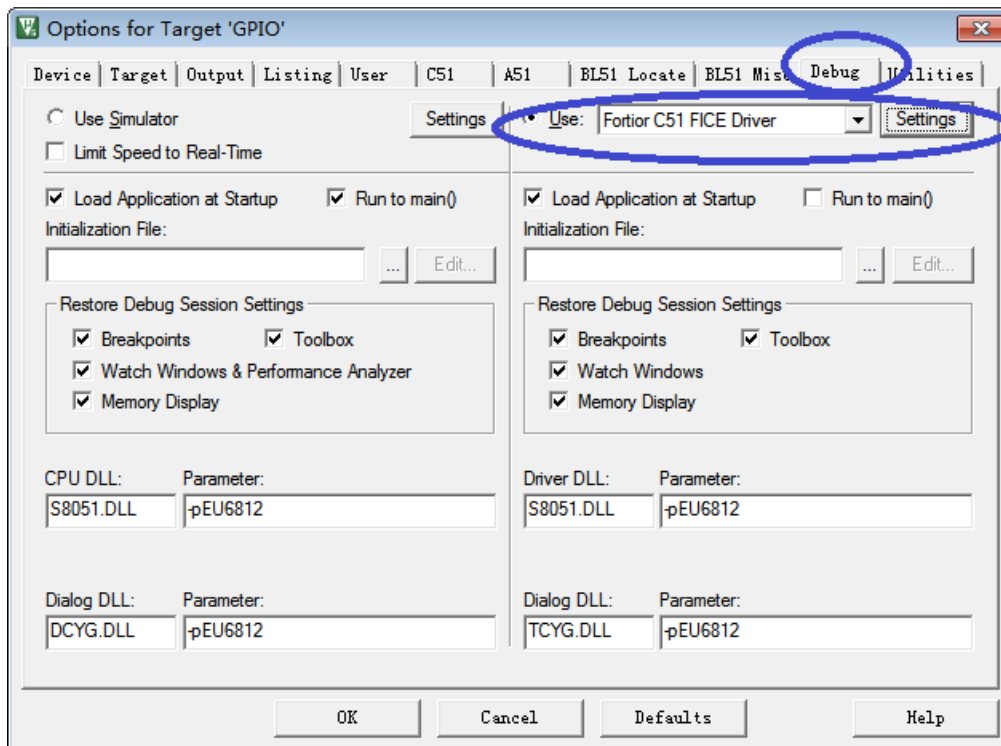 Options for Target 'GPIO'
Device Target Output Listing User C51 A51 BL51 Locate BL51 Misc Debug Utilities
Use Simulator Settings Use: Fortior C51 FICE Driver Settings
Limit Speed to Real-Time
Load Application at Startup Run to main() Load Application at Startup Run to main()
Initialization File: Initialization File:
... Edit... ... Edit...
Restore Debug Session Settings Restore Debug Session Settings
Breakpoints Toolbox Breakpoints Toolbox
Watch Windows & Performance Analyzer Watch Windows
Memory Display Memory Display
CPU DLL: Parameter: Driver DLL: Parameter:
S8051.DLL -pEU6812 S8051.DLL -pEU6812
Dialog DLL: Parameter: Dialog DLL: Parameter:
DCYG.DLL -pEU6812 TCYG.DLL -pEU6812
OK Cancel Defaults Help